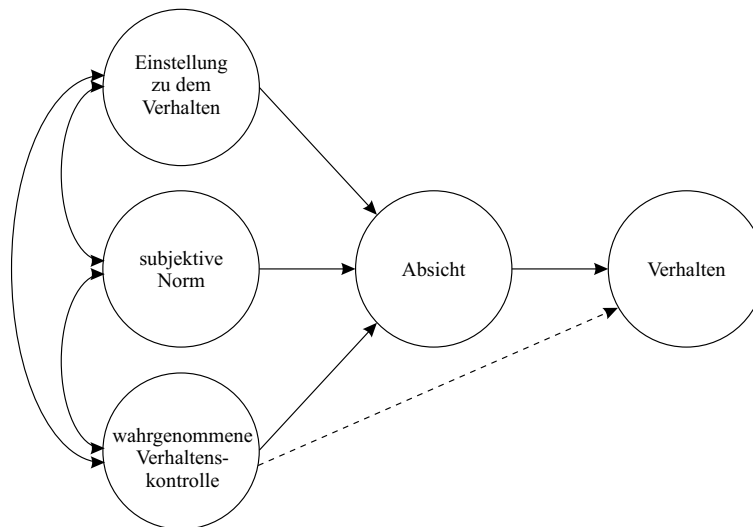 Einstellung
zu dem
Verhalten
subjektive
Norm
Absicht
Verhalten
wahrgenommene
Verhaltens-
kontrolle